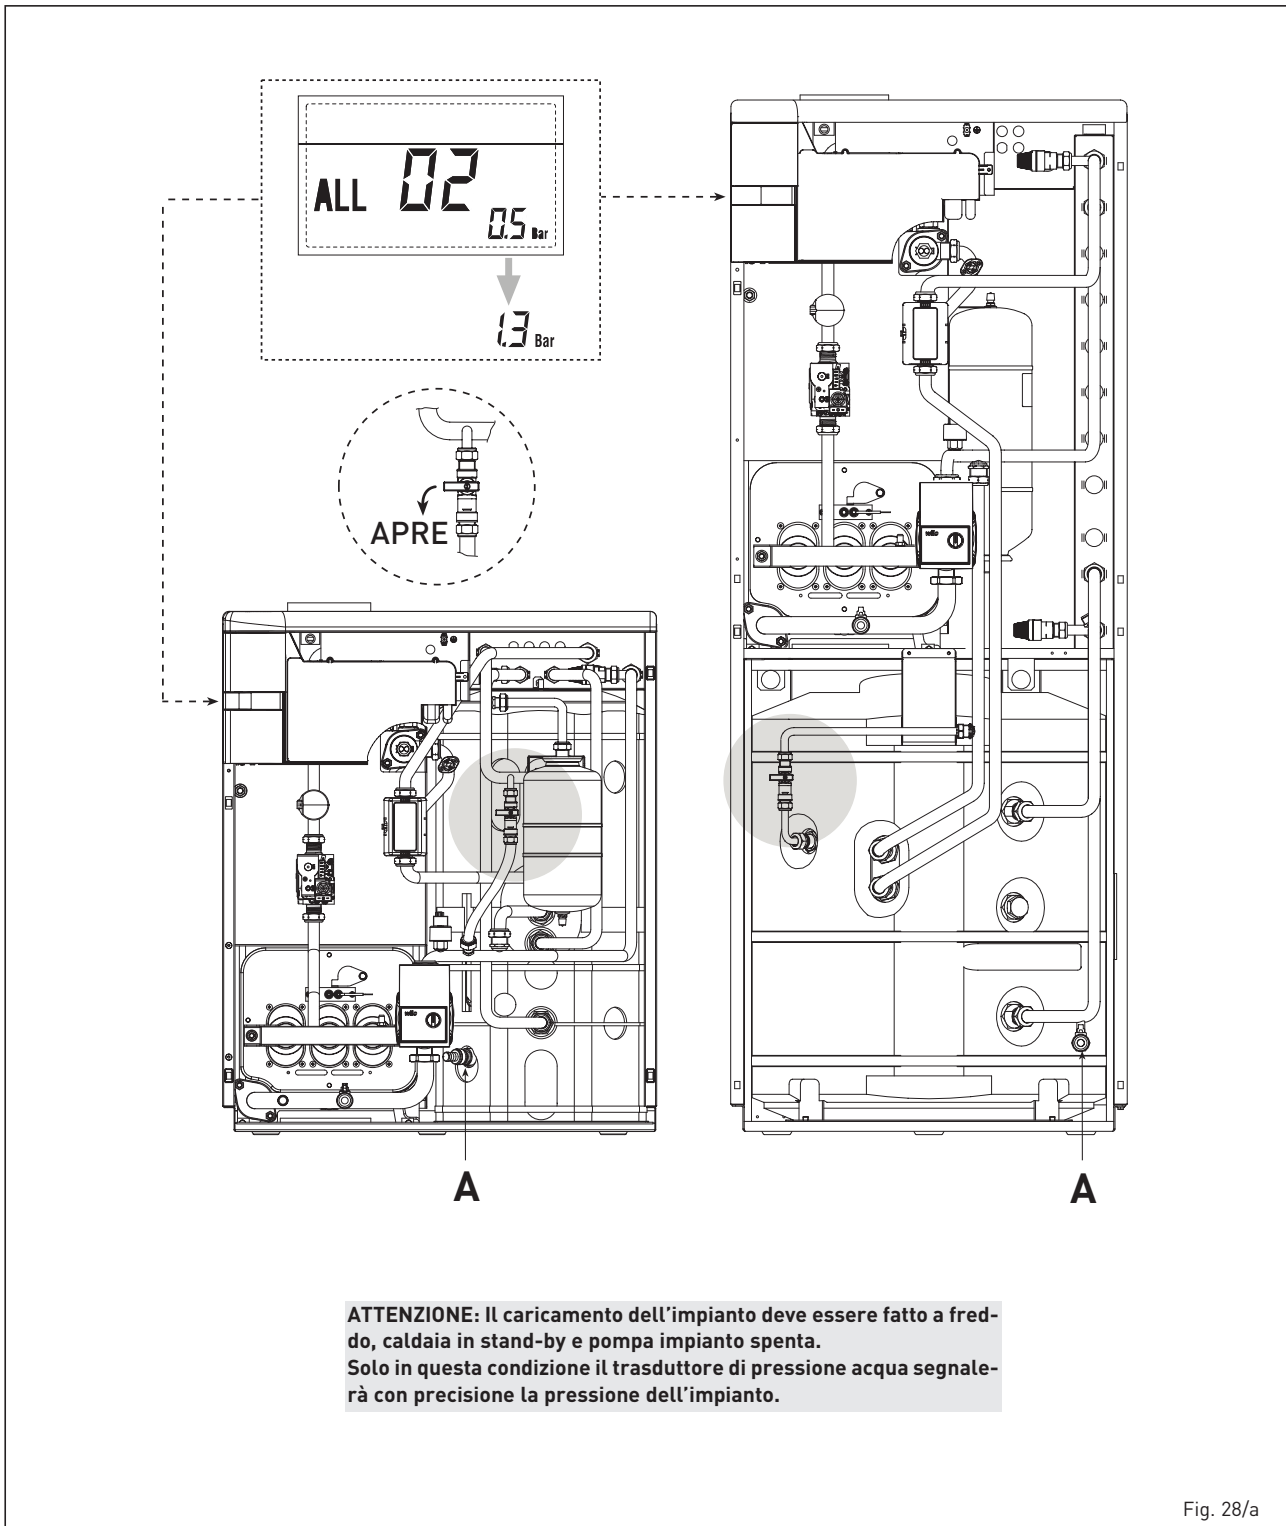 ALL 02
0.5 Bar
1.3 Bar
APRE
wilo
wilo
A
A
ATTENZIONE: Il caricamento dell’impianto deve essere fatto a fred-
do, caldaia in stand-by e pompa impianto spenta.
Solo in questa condizione il trasduttore di pressione acqua segnale-
rà con precisione la pressione dell’impianto.
Fig. 28/a